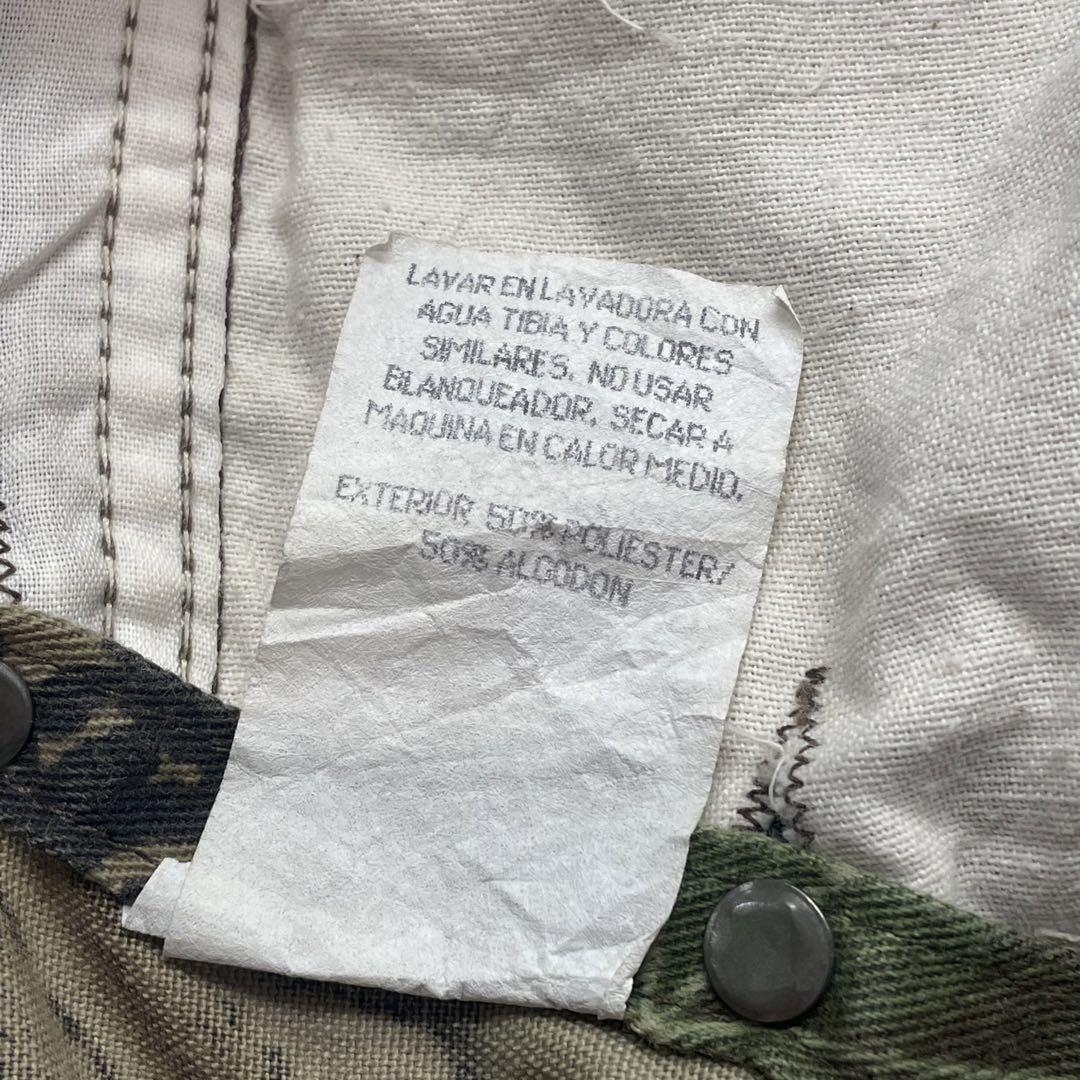 LAVAR EN LAVADORA CON
AGUA TIBIA Y COLORES
SIMILARES. NO USAR
BLANQUEADOR. SECAR A
MAQUINA EN CALOR MEDIO.
EXTERIOR 50% POLIESTER/
50% ALGODON